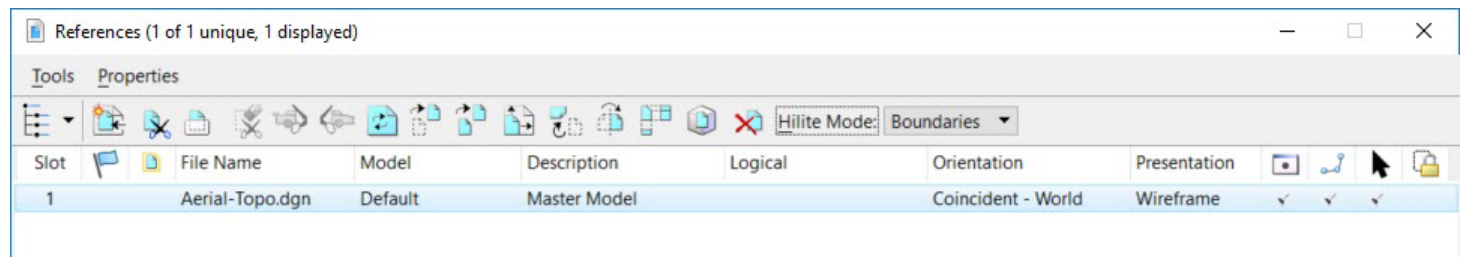 References (1 of 1 unique, 1 displayed)
Tools Properties
Hilite Mode: Boundaries
Slot File Name Model Description Logical Orientation Presentation
1 Aerial-Topo.dgn Default Master Model Coincident - World Wireframe